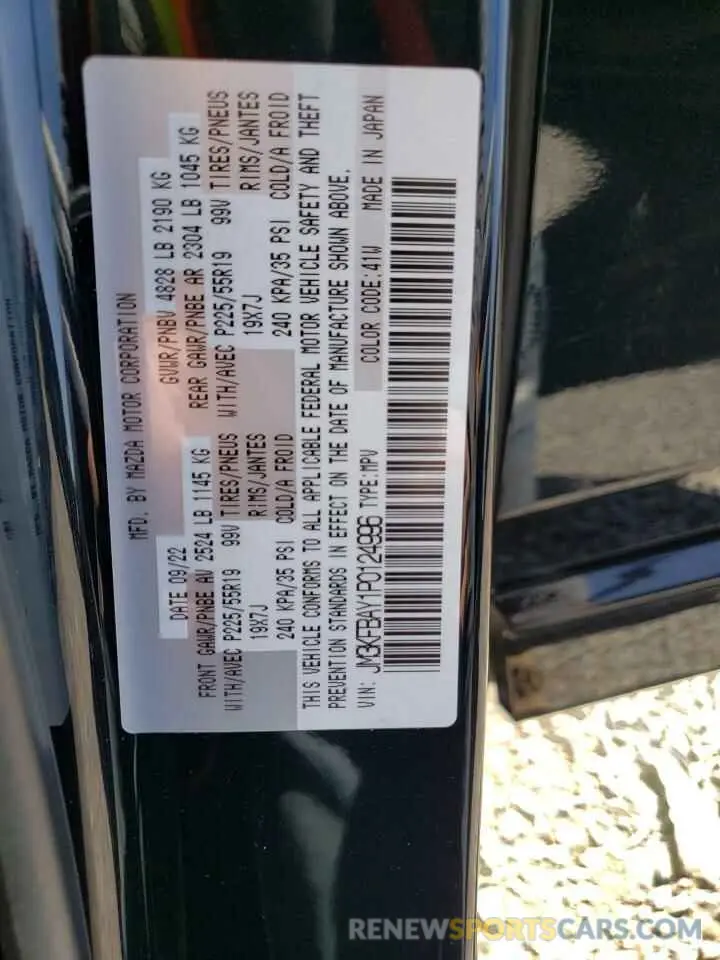 MFD. BY MAZDA MOTOR CORPORATION
DATE 09/22 GVWR/PNBV 4828 LB 2190 KG
FRONT GAWR/PNBE AV 2524 LB 1145 KG REAR GAWR/PNBE AR 2304 LB 1045 KG
WITH/AVEC P225/55R19 99V TIRES/PNEUS WITH/AVEC P225/55R19 99V TIRES/PNEUS
19X7J RIMS/JANTES 19X7J RIMS/JANTES
240 KPA/35 PSI COLD/A FROID 240 KPA/35 PSI COLD/A FROID
THIS VEHICLE CONFORMS TO ALL APPLICABLE FEDERAL MOTOR VEHICLE SAFETY AND THEFT
PREVENTION STANDARDS IN EFFECT ON THE DATE OF MANUFACTURE SHOWN ABOVE.
VIN: JM3KFBAY1P0124996 TYPE:MPV COLOR CODE:41W MADE IN JAPAN
RENEWSPORTSCARS.COM